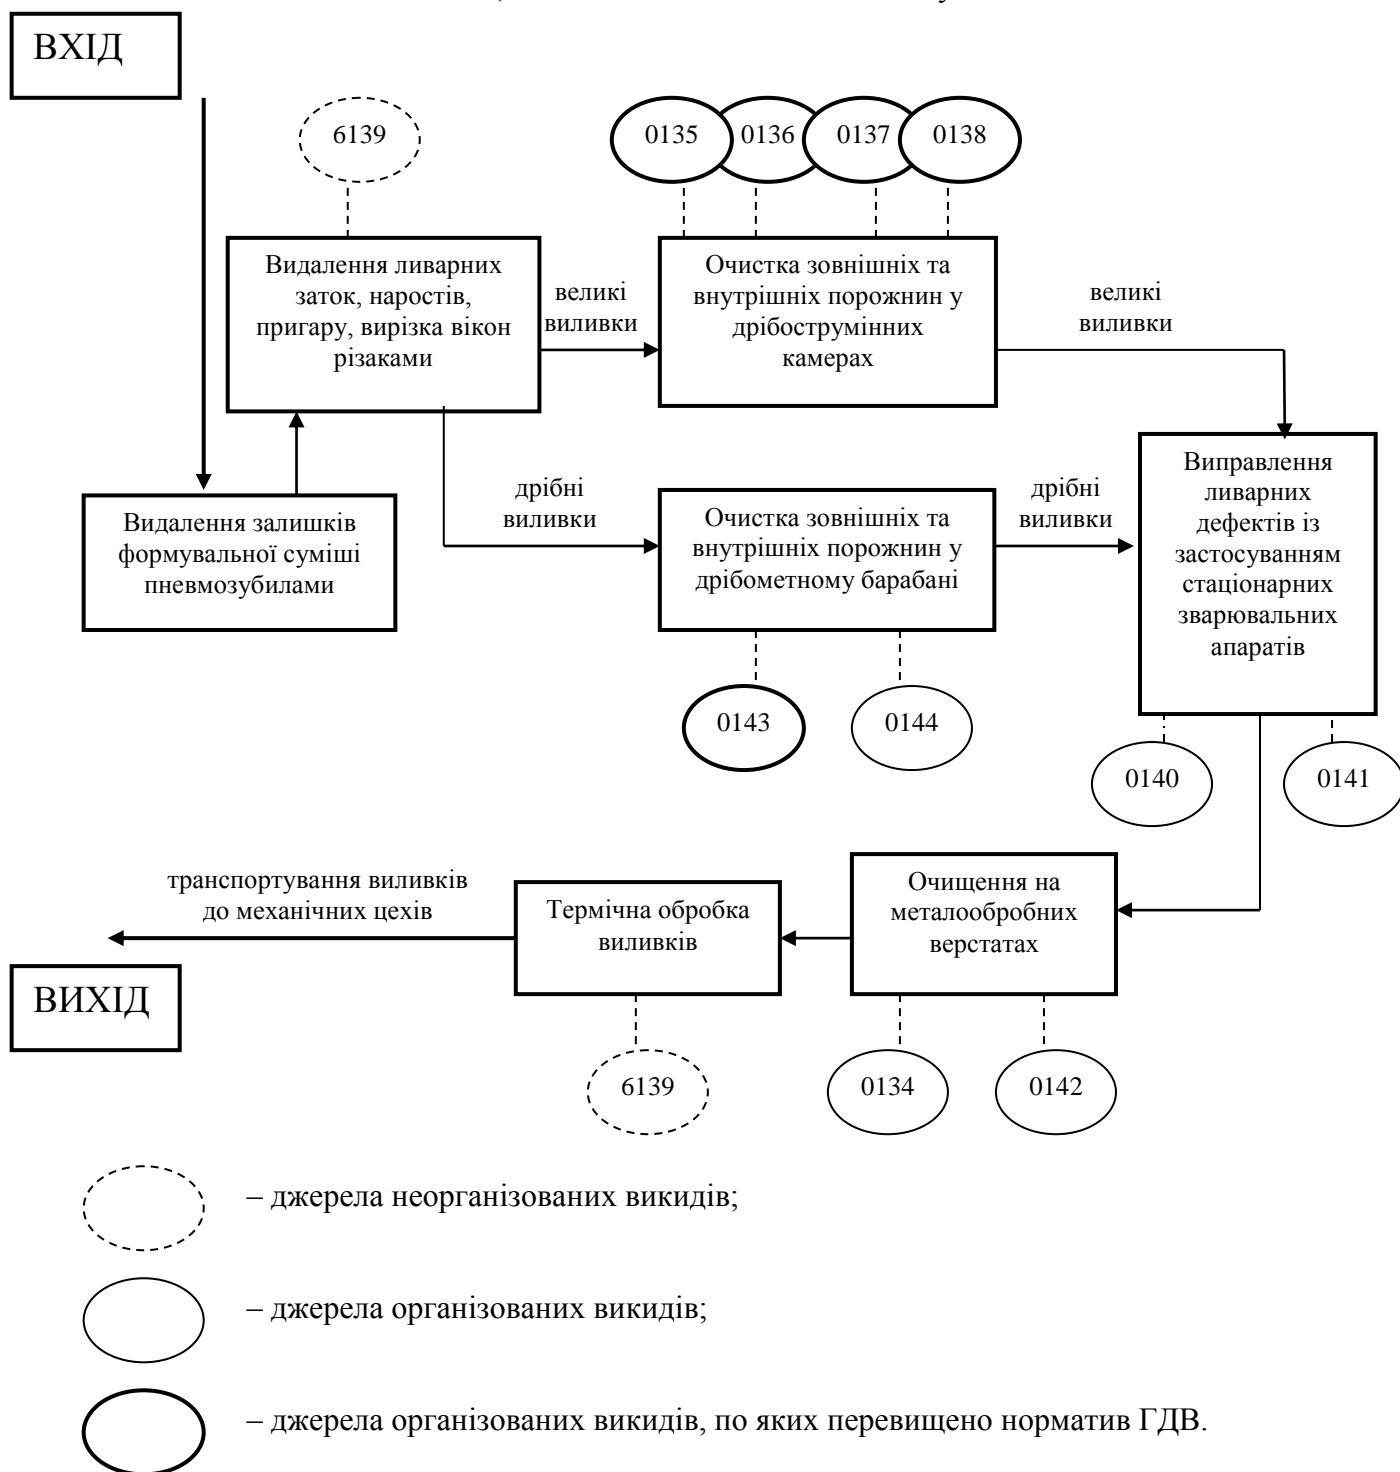 ВХІД
6139
0135
0136
0137
0138
Видалення ливарних
заток, наростів,
пригару, вирізка вікон
різаками
великі
виливки
Очистка зовнішніх та
внутрішніх порожнин у
дрібострумінних
камерах
великі
виливки
Видалення залишків
формувальної суміші
пневмозубилами
дрібні
виливки
Очистка зовнішніх та
внутрішніх порожнин у
дрібометному барабані
дрібні
виливки
Виправлення
ливарних
дефектів із
застосуванням
стаціонарних
зварювальних
апаратів
0143
0144
0140
0141
транспортування виливків
до механічних цехів
Термічна обробка
виливків
Очищення на
металообробних
верстатах
ВИХІД
6139
0134
0142
– джерела неорганізованих викидів;
– джерела організованих викидів;
– джерела організованих викидів, по яких перевищено норматив ГДВ.